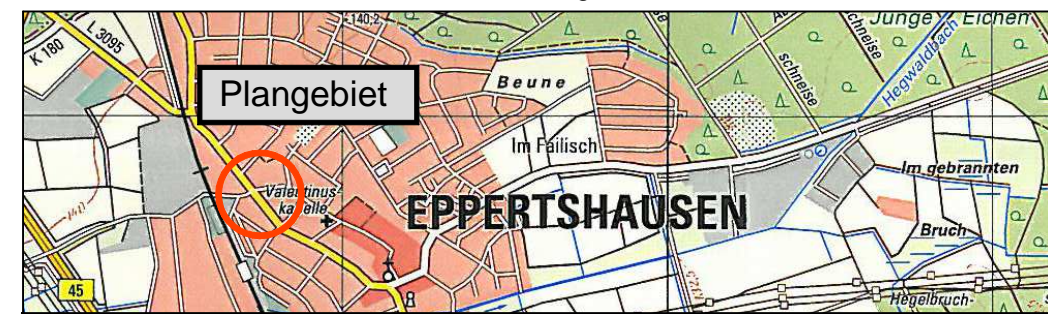 140,2
Junge Eichen
L 3095
K 180
schneise
schneise
Hegwaldbach
Plangebiet
Beune
Im Failisch
Im gebrannten
Valentinus-
kapelle
EPPERTSHAUSEN
Bruch
45
Hegelbruch-